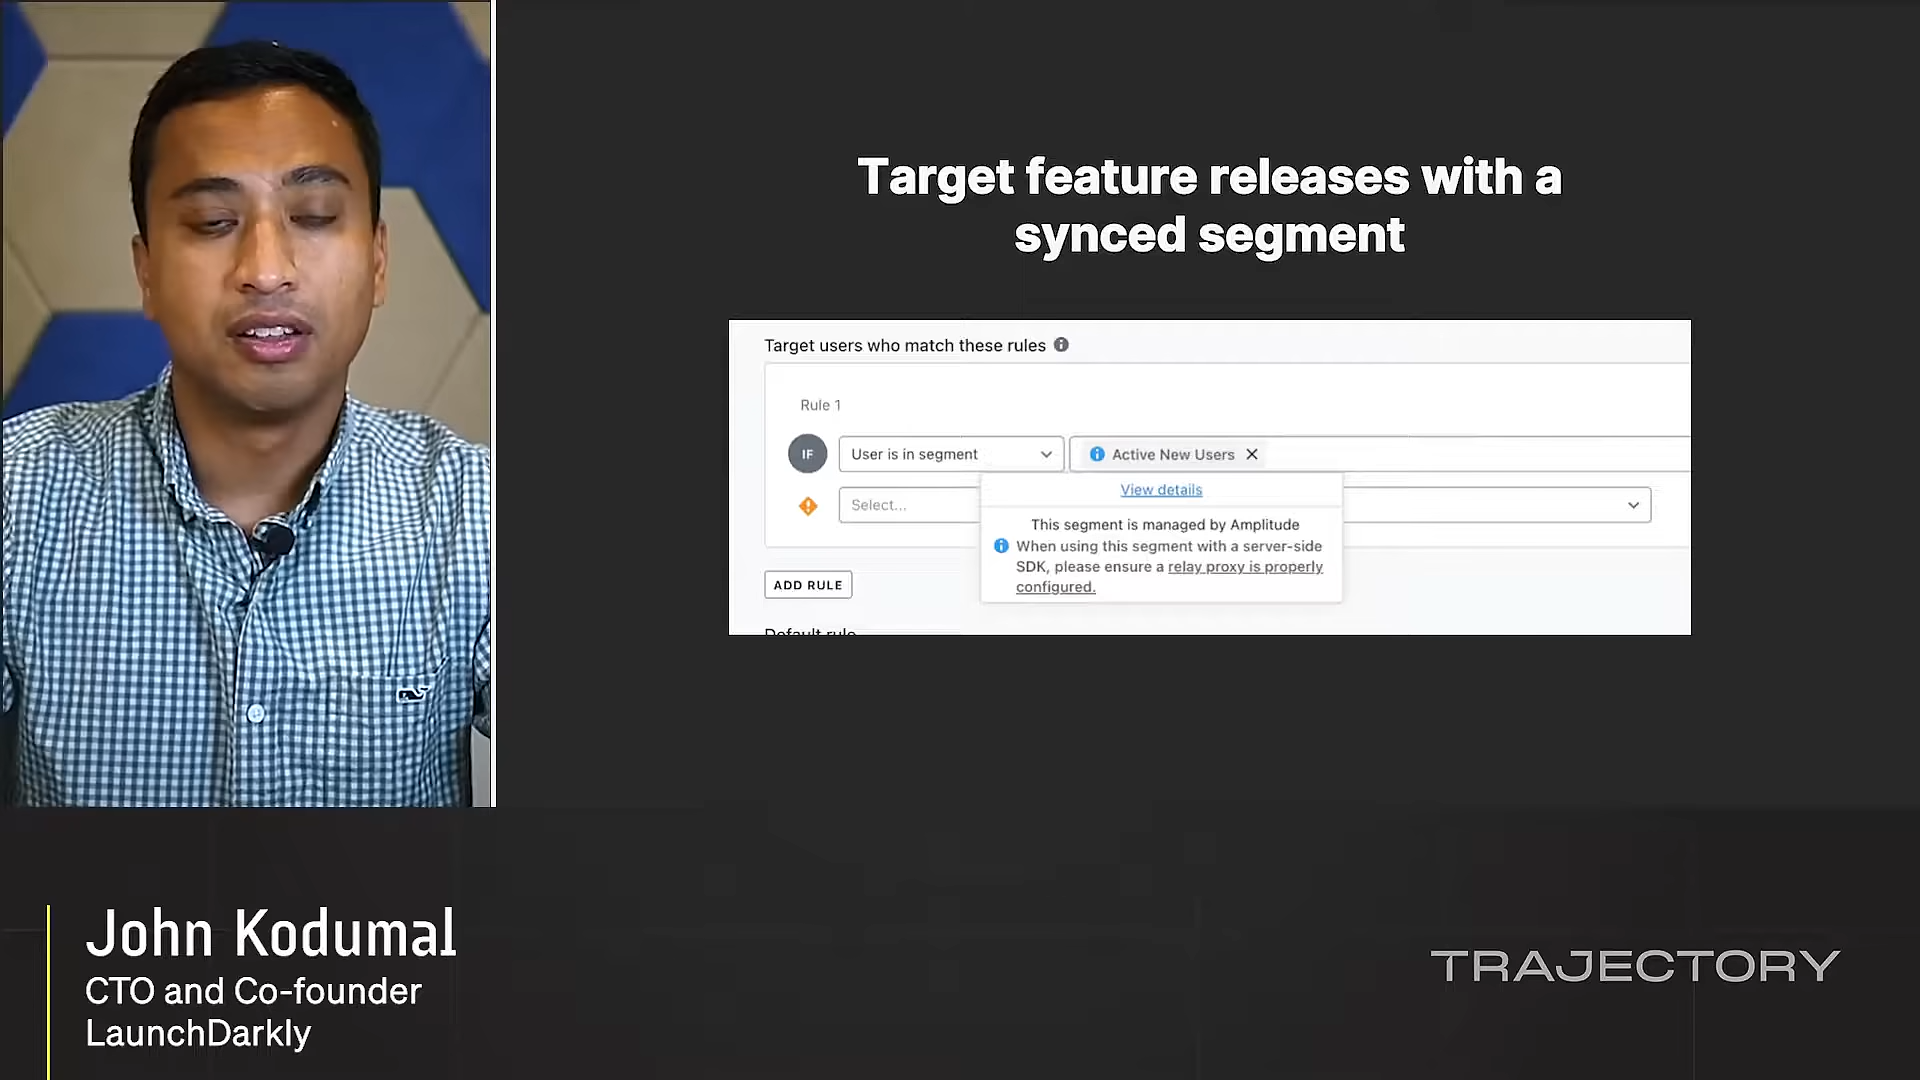 Target feature releases with a
synced segment
Target users who match these rules
Rule 1
IF
User is in segment
Active New Users
View details
Select...
This segment is managed by Amplitude
When using this segment with a server-side
SDK, please ensure a relay proxy is properly
configured.
ADD RULE
Default rule
John Kodumal
CTO and Co-founder
LaunchDarkly
TRAJECTORY